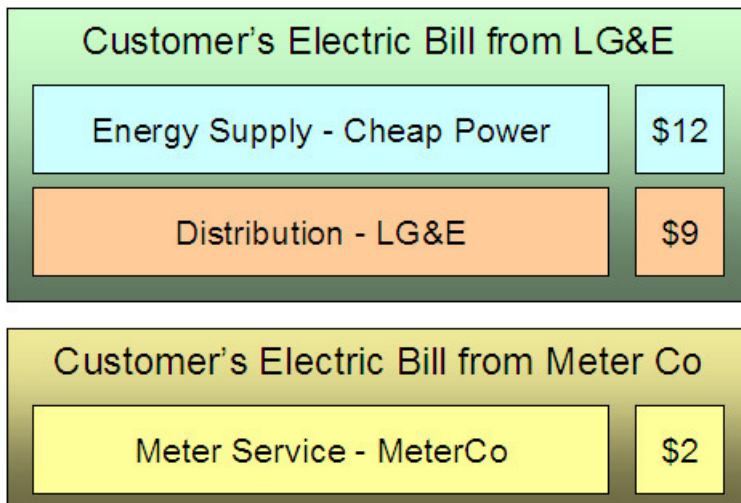 Customer’s Electric Bill from LG&E
Energy Supply - Cheap Power $12
Distribution - LG&E $9
Customer’s Electric Bill from Meter Co
Meter Service - MeterCo $2